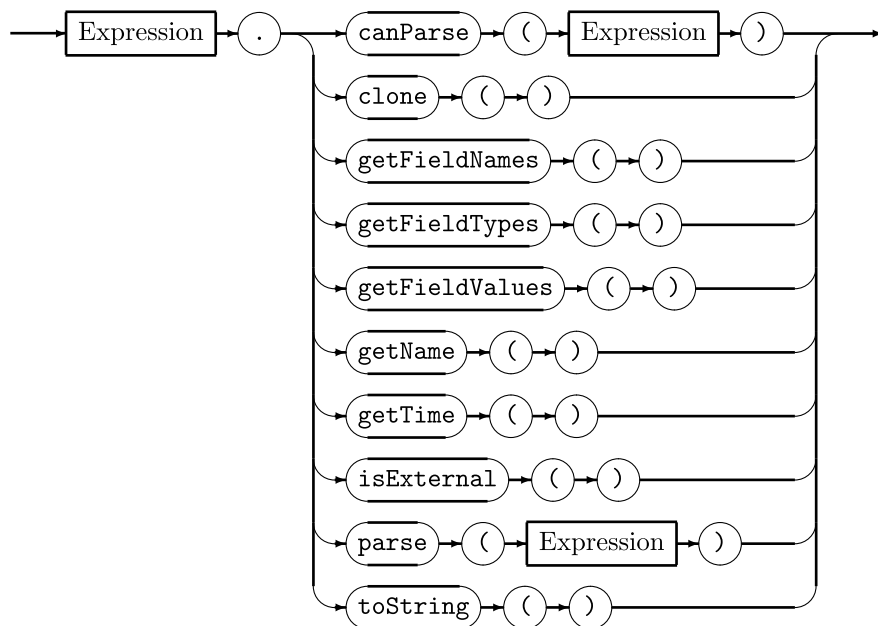 Expression . canParse ( Expression )
clone ( )
getFieldNames ( )
getFieldTypes ( )
getFieldValues ( )
getName ( )
getTime ( )
isExternal ( )
parse ( Expression )
toString ( )